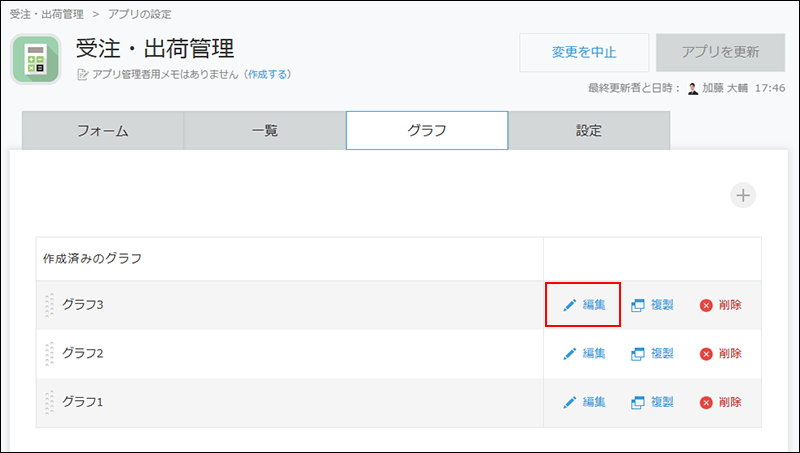 受注・出荷管理 > アプリの設定
受注・出荷管理
アプリ管理者用メモはありません（作成する）
変更を中止
アプリを更新
最終更新者と日時： 加藤 大輔 17:46
フォーム 一覧 グラフ 設定
作成済みのグラフ
グラフ3 編集 複製 削除
グラフ2 編集 複製 削除
グラフ1 編集 複製 削除